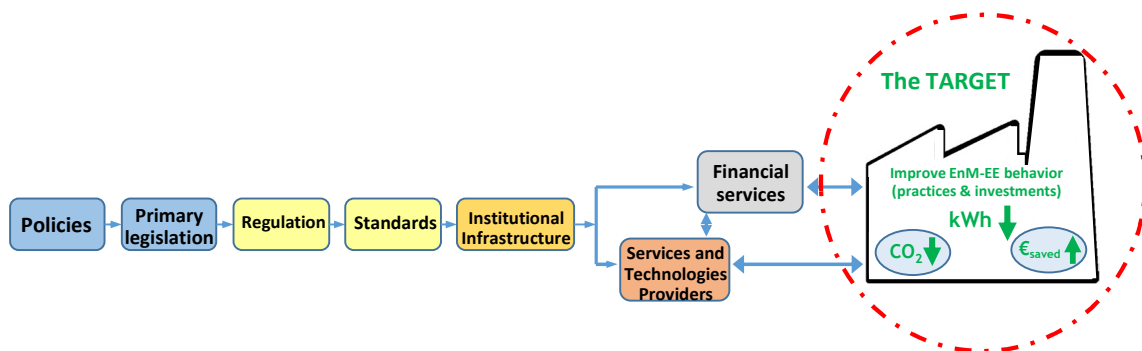 The TARGET
Financial
services
Improve EnM-EE behavior
(practices & investments)
kWh
Policies
Primary
legislation
Regulation
Standards
Institutional
Infrastructure
Services and
Technologies
Providers
CO₂
€saved